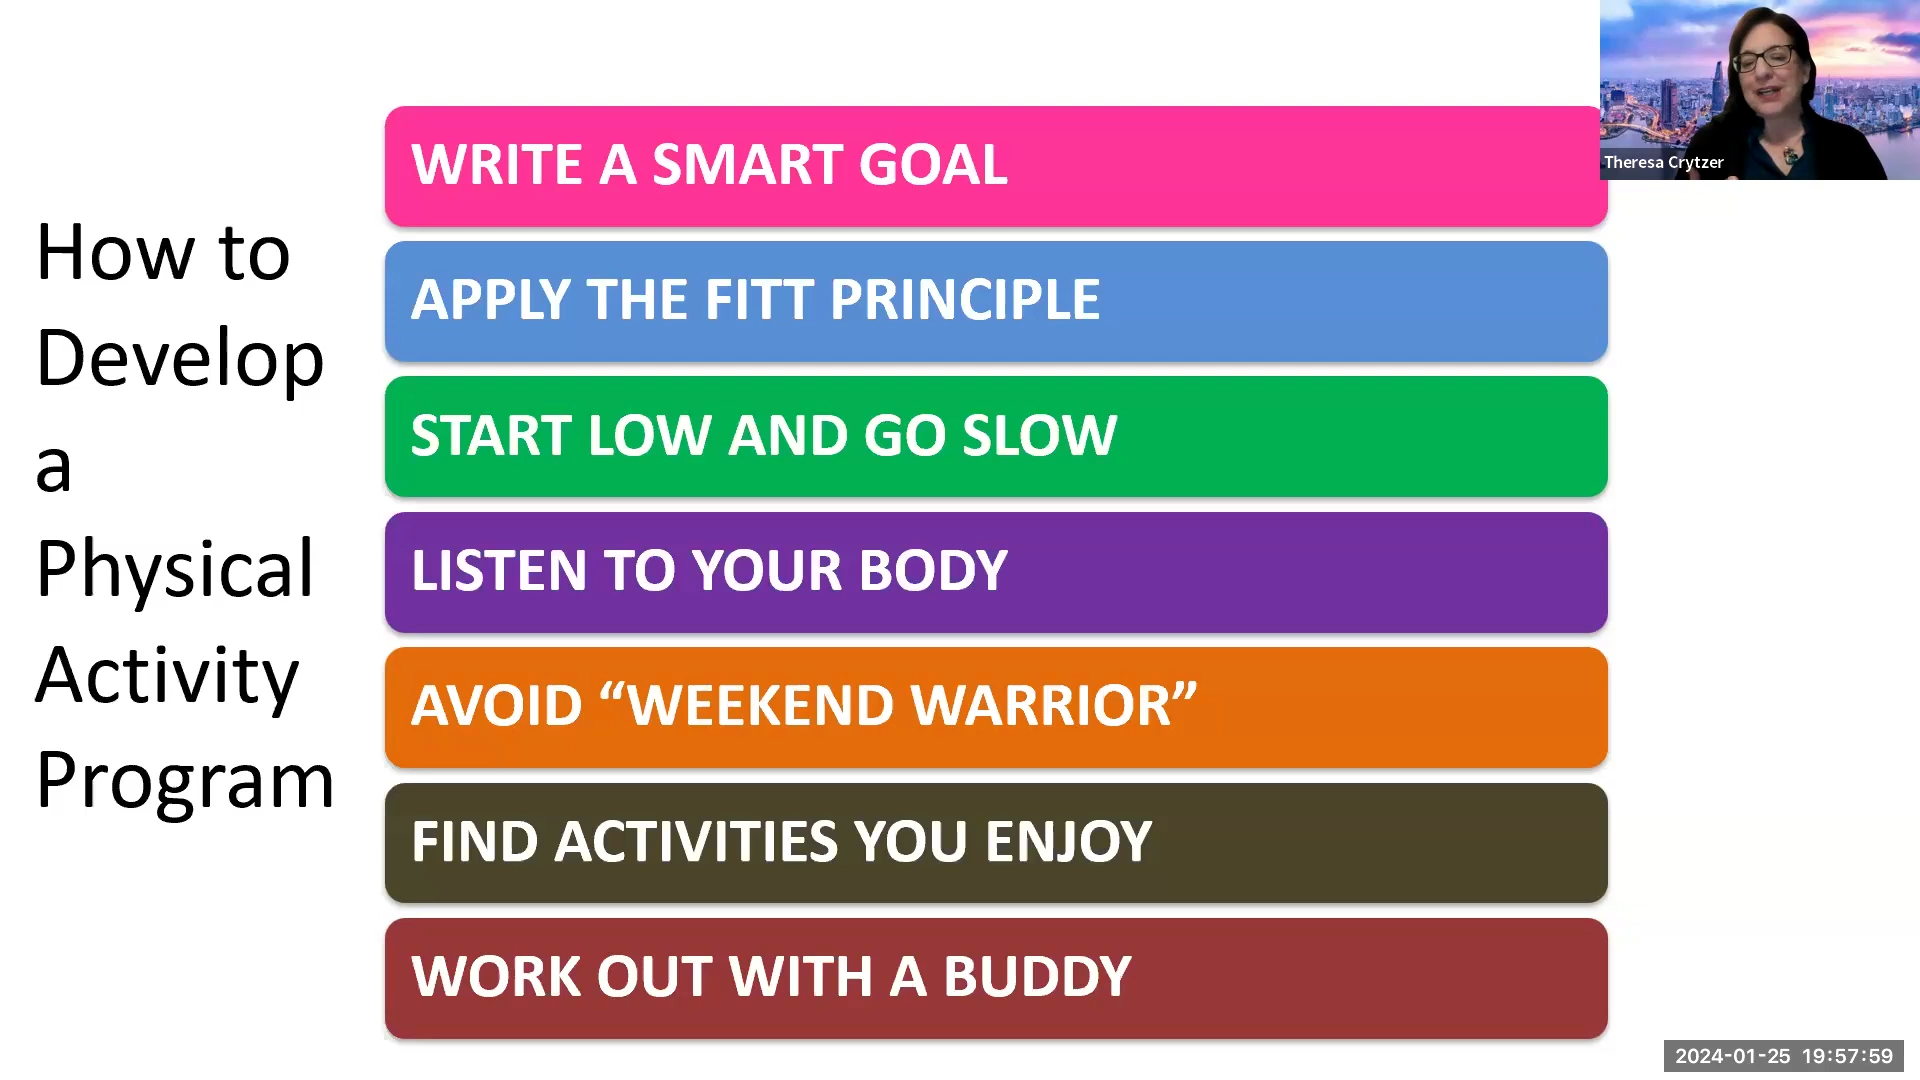 How to
Develop
a
Physical
Activity
Program
WRITE A SMART GOAL
APPLY THE FITT PRINCIPLE
START LOW AND GO SLOW
LISTEN TO YOUR BODY
AVOID “WEEKEND WARRIOR”
FIND ACTIVITIES YOU ENJOY
WORK OUT WITH A BUDDY
Theresa Crytzer
2024-01-25 19:57:59